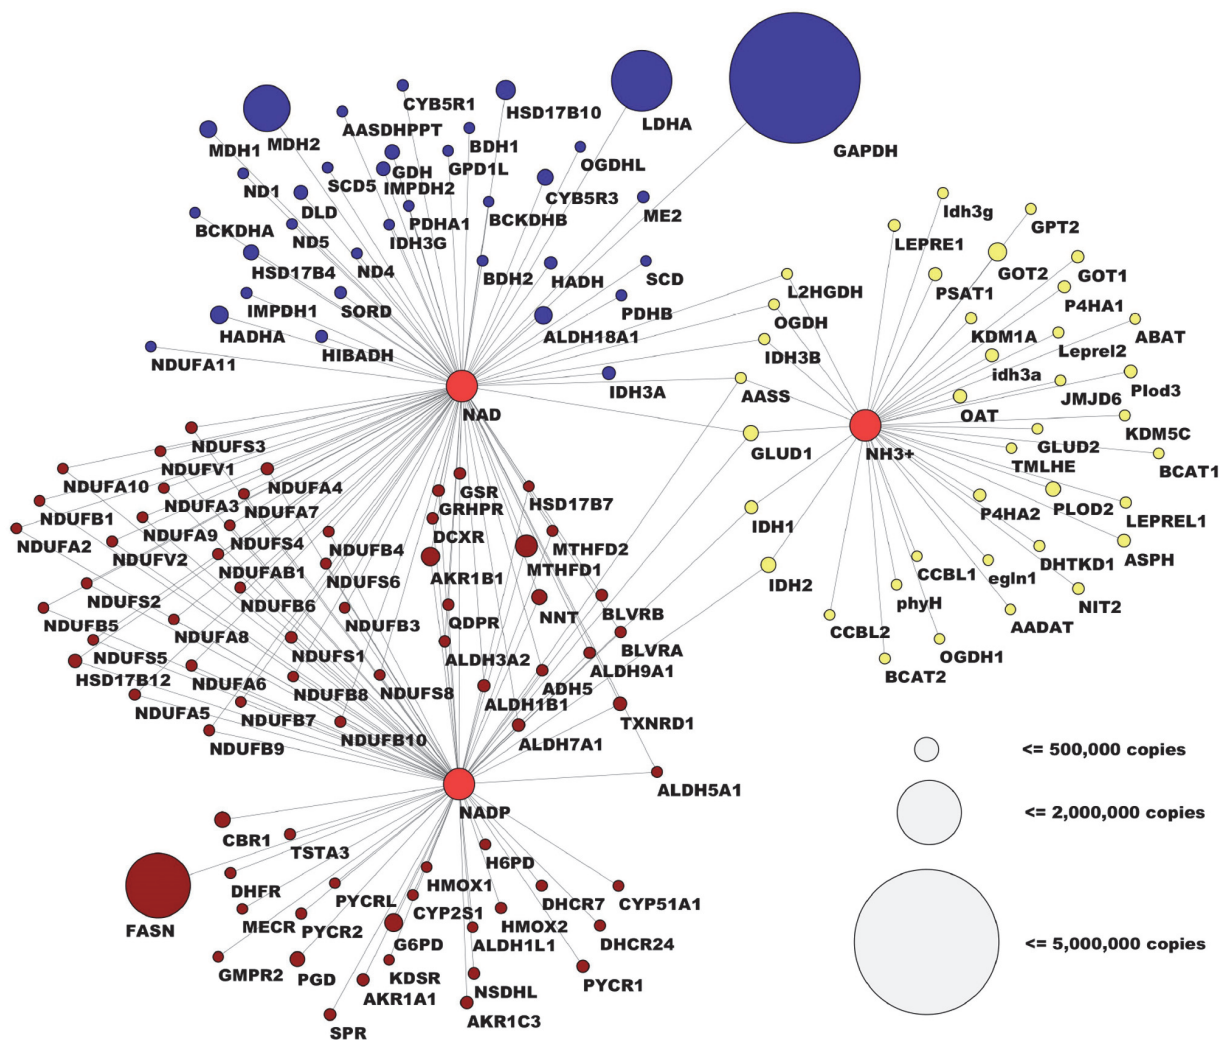 CYB5R1
HSD17B10
LDHA
GAPDH
MDH1
MDH2
AASDHPPT
BDH1
OGDHL
ND1
SCD5
GDH
IMPDH2
GPD1L
CYB5R3
ME2
BCKDHA
DLD
ND5
PDHA1
IDH3G
BCKDHB
HSD17B4
ND4
BDH2
HADH
SCD
IMPDH1
SORD
PDHB
HADHA
HIBADH
ALDH18A1
NDUFA11
IDH3A
NAD
Idh3g
GPT2
LEPRE1
GOT2
GOT1
PSAT1
P4HA1
L2HGDH
OGDH
KDM1A
ABAT
Leprel2
IDH3B
idh3a
Plod3
JMJD6
AASS
OAT
KDM5C
GLUD2
GLUD1
NH3+
TMLHE
BCAT1
PLOD2
P4HA2
LEPREL1
IDH1
ASPH
DHTKD1
CCBL1
egln1
IDH2
phyH
NIT2
CCBL2
AADAT
OGDH1
BCAT2
NDUFS3
NDUFV1
NDUFA10
NDUFA4
NDUFA3
NDUFA7
NDUFB1
NDUFA9
NDUFS4
NDUFA2
NDUFV2
NDUFAB1
NDUFB4
NDUFS6
NDUFS2
NDUFB6
NDUFB5
NDUFA8
NDUFB3
NDUFS5
NDUFS1
HSD17B12
NDUFA6
NDUFB8
NDUFS8
NDUFA5
NDUFB7
NDUFB9
NDUFB10
GSR
GRHPR
HSD17B7
DCXR
MTHFD2
AKR1B1
MTHFD1
QDPR
NNT
BLVRB
BLVRA
ALDH3A2
ALDH9A1
ADH5
ALDH1B1
TXNRD1
ALDH7A1
ALDH5A1
NADP
CBR1
TSTA3
H6PD
DHFR
HMOX1
PYCRL
DHCR7
CYP51A1
FASN
MECR
CYP2S1
PYCR2
HMOX2
G6PD
ALDH1L1
DHCR24
GMPR2
PGD
KDSR
AKR1A1
NSDHL
PYCR1
SPR
AKR1C3
<= 500,000 copies
<= 2,000,000 copies
<= 5,000,000 copies